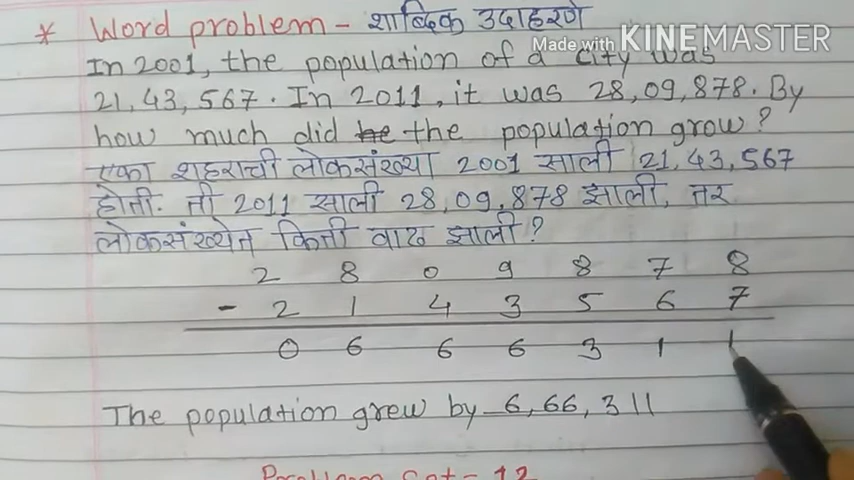 * Word problem - शाब्दिक उदाहरणे
Made with KINEMASTER
In 2001, the population of a city was
21,43,567. In 2011, it was 28,09,878. By
how much did he the population grow?
एका शहराची लोकसंख्या 2001 साली 21,43,567
होती. ती 2011 साली 28,09,878 झाली, तर
लोकसंख्येत किती वाढ झाली?
2 8 0 9 8 7 8
- 2 1 4 3 5 6 7
0 6 6 6 3 1 1
The population grew by 6,66,311
Problem Set - 12